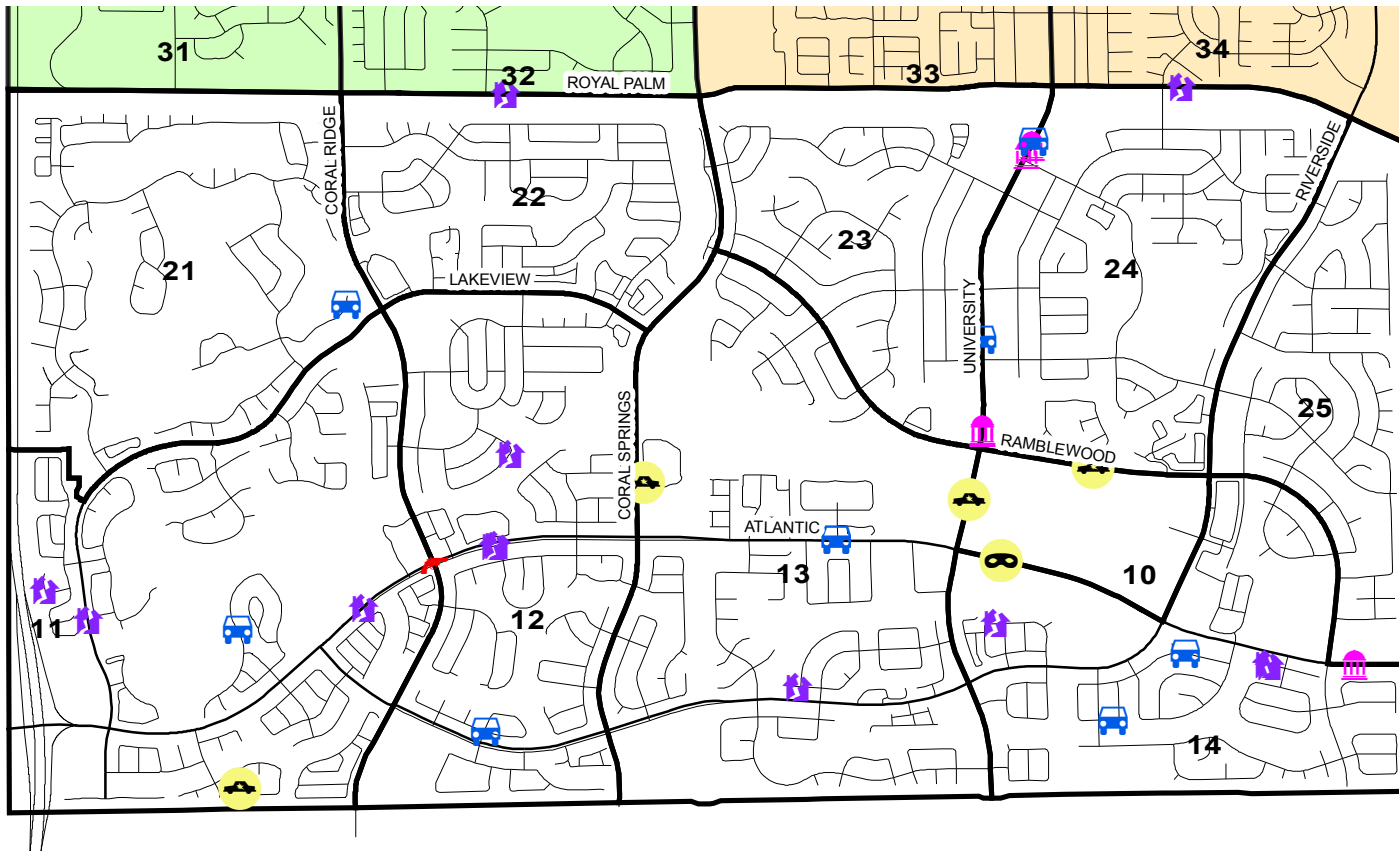 31
32
33
34
ROYAL PALM
CORAL RIDGE
RIVERSIDE
22
23
21
24
LAKEVIEW
UNIVERSITY
25
CORAL SPRINGS
RAMBLEWOOD
ATLANTIC
13
10
12
11
14